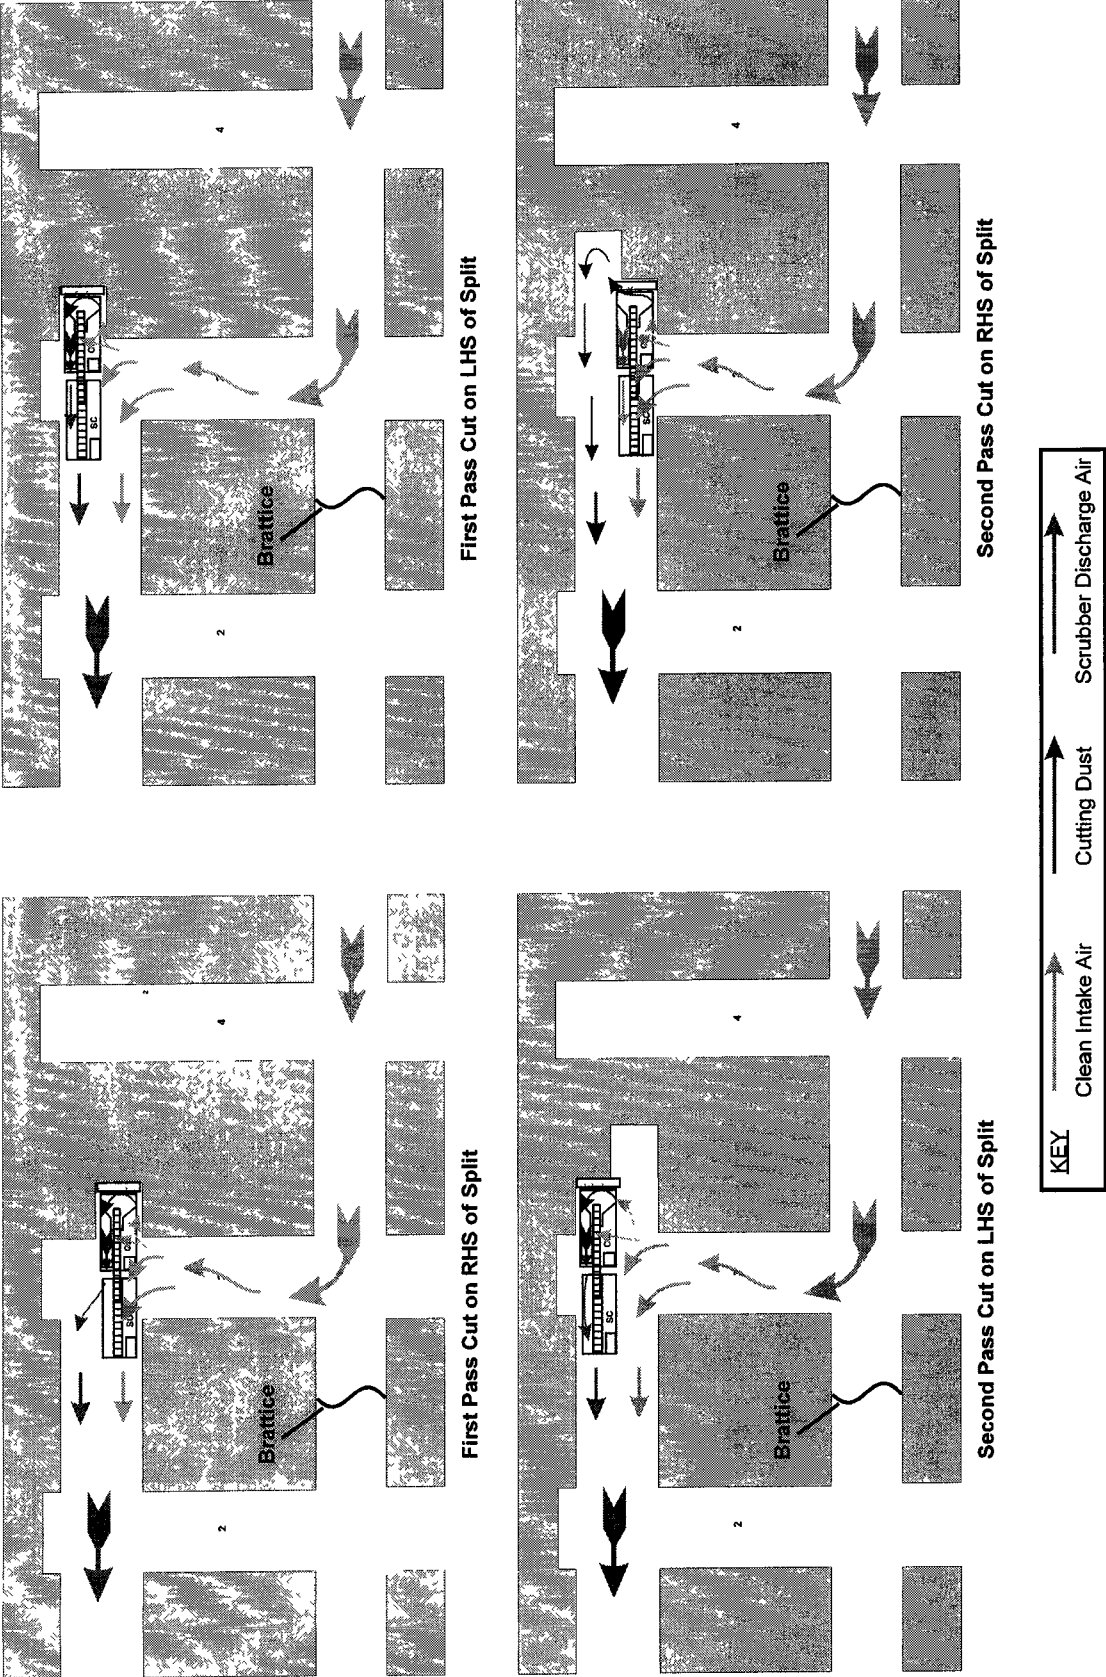 2
SC
2
4
Brattice
First Pass Cut on RHS of Split
SC
2
4
Brattice
First Pass Cut on LHS of Split
SC
2
4
Brattice
Second Pass Cut on LHS of Split
SC
2
4
Brattice
Second Pass Cut on RHS of Split
KEY
Clean Intake Air
Cutting Dust
Scrubber Discharge Air